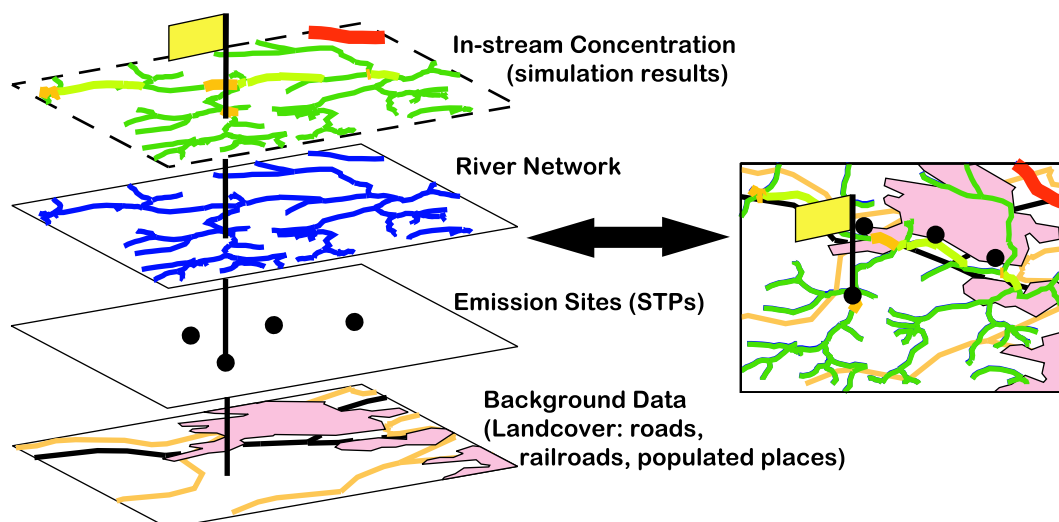 In-stream Concentration
(simulation results)
River Network
Emission Sites (STPs)
Background Data
(Landcover: roads,
railroads, populated places)